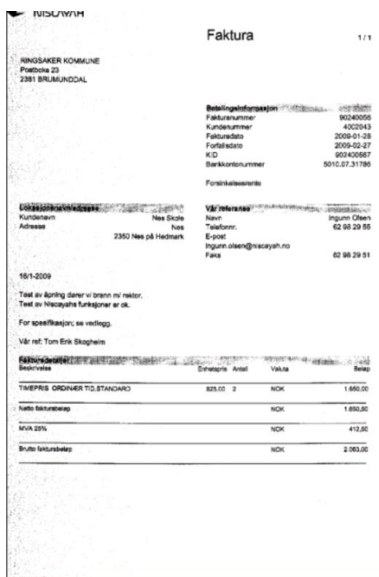 NISCAYAH
Faktura
1/1
RINGSAKER KOMMUNE
Postboks 23
2381 BRUMUNDDAL
Betalingsinformasjon
Fakturanummer 90240056
Kundenummer 4002643
Fakturadato 2009-01-28
Forfallsdato 2009-02-27
KID
Bankkontonummer 5010.07.31786
Forsinkelsesrente
Kundenavn Nes Skole
Adresse Nes
2350 Nes på Hedmark
Vår referanse
Navn Ingunn Olsen
Telefonnr. 62 98 29 55
E-post
ingunn.olsen@niscayah.no
Faks 62 98 29 51
16/1-2009
Test av åpning dører v/ brann m/ rektor.
Test av Niscayahs funksjoner er ok.
For spesifikasjon; se vedlegg.
Vår ref: Tom Erik Skogheim
Fakturadetaljer
Beskrivelse Enhetspris Antall Valuta Beløp
TIMEPRIS ORDINÆR TID,STANDARD 825,00 2 NOK 1.650,00
Netto fakturabeløp NOK 1.650,00
MVA 25% NOK 412,50
Brutto fakturabeløp NOK 2.063,00